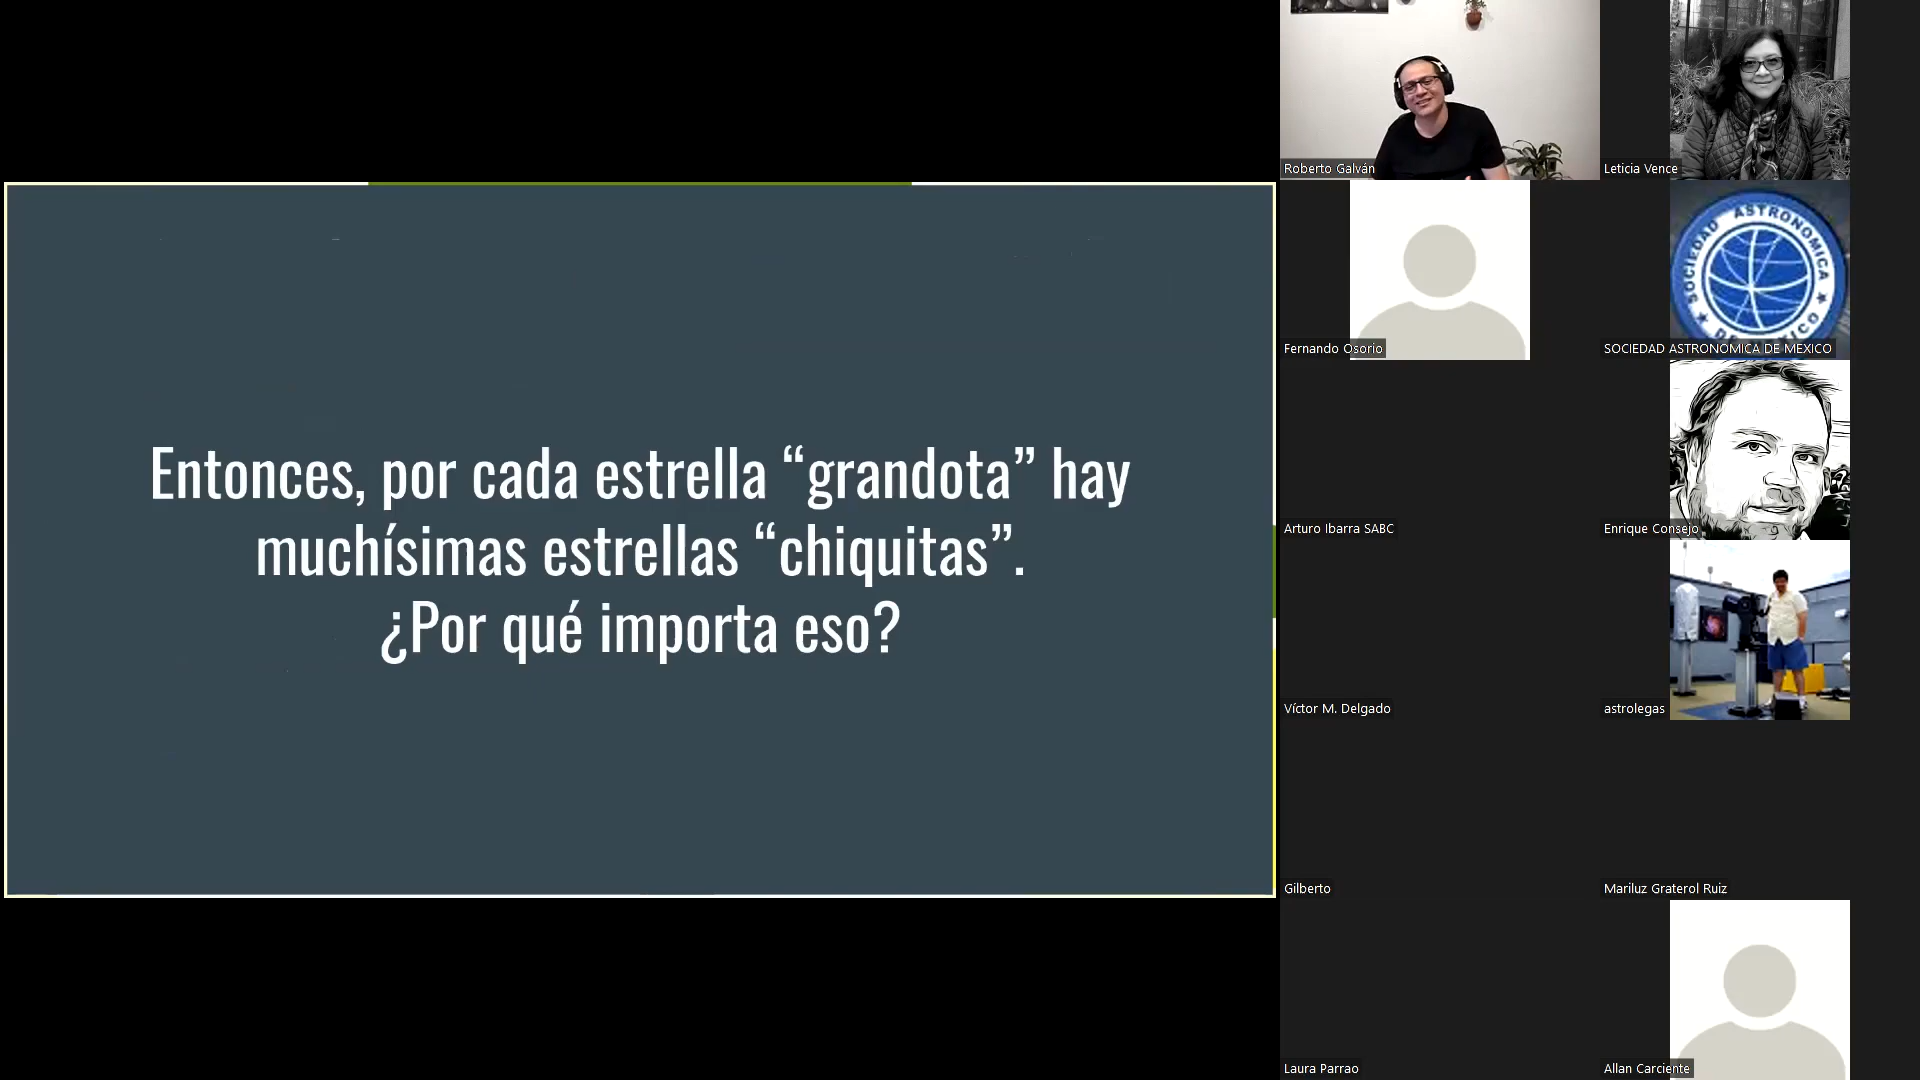 Entonces, por cada estrella “grandota” hay
muchísimas estrellas “chiquitas”.
¿Por qué importa eso?
Roberto Galván
Leticia Vence
Fernando Osorio
SOCIEDAD ASTRONOMICA
SOCIEDAD ASTRONOMICA DE MEXICO
Arturo Ibarra SABC
Enrique Consejo
Víctor M. Delgado
astrolegas
Gilberto
Mariluz Graterol Ruiz
Laura Parrao
Allan Carciente